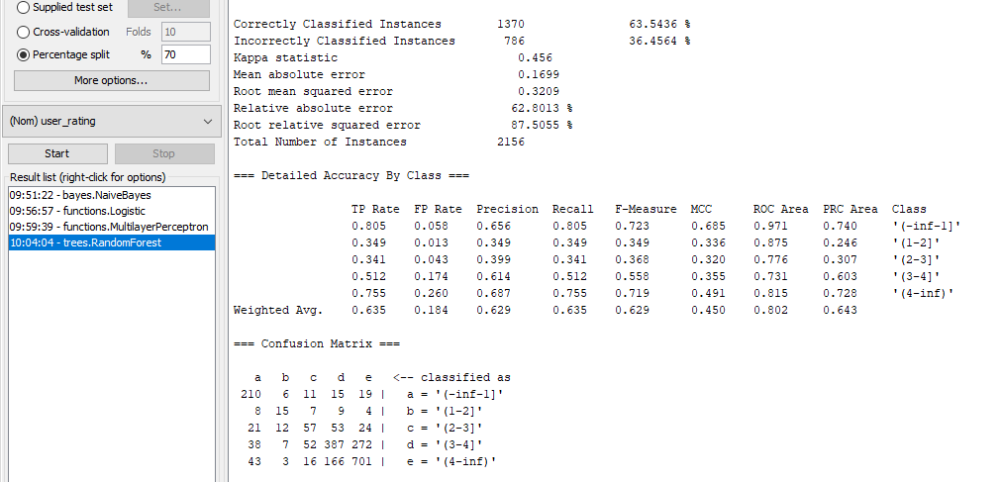 Supplied test set Set...
Cross-validation Folds 10
Percentage split % 70
More options...
(Nom) user_rating
Start Stop
Result list (right-click for options)
09:51:22 - bayes.NaiveBayes
09:56:57 - functions.Logistic
09:59:39 - functions.MultilayerPerceptron
10:04:04 - trees.RandomForest
Correctly Classified Instances 1370 63.5436 %
Incorrectly Classified Instances 786 36.4564 %
Kappa statistic 0.456
Mean absolute error 0.1699
Root mean squared error 0.3209
Relative absolute error 62.8013 %
Root relative squared error 87.5055 %
Total Number of Instances 2156
=== Detailed Accuracy By Class ===
TP Rate FP Rate Precision Recall F-Measure MCC ROC Area PRC Area Class
0.805 0.058 0.656 0.805 0.723 0.685 0.971 0.740 '(-inf-1]'
0.349 0.013 0.349 0.349 0.349 0.336 0.875 0.246 '(1-2]'
0.341 0.043 0.399 0.341 0.368 0.320 0.776 0.307 '(2-3]'
0.512 0.174 0.614 0.512 0.558 0.355 0.731 0.603 '(3-4]'
0.755 0.260 0.687 0.755 0.719 0.491 0.815 0.728 '(4-inf)'
Weighted Avg. 0.635 0.184 0.629 0.635 0.629 0.450 0.802 0.643
=== Confusion Matrix ===
a b c d e <-- classified as
210 6 11 15 19 | a = '(-inf-1]'
8 15 7 9 4 | b = '(1-2]'
21 12 57 53 24 | c = '(2-3]'
38 7 52 387 272 | d = '(3-4]'
43 3 16 166 701 | e = '(4-inf)'